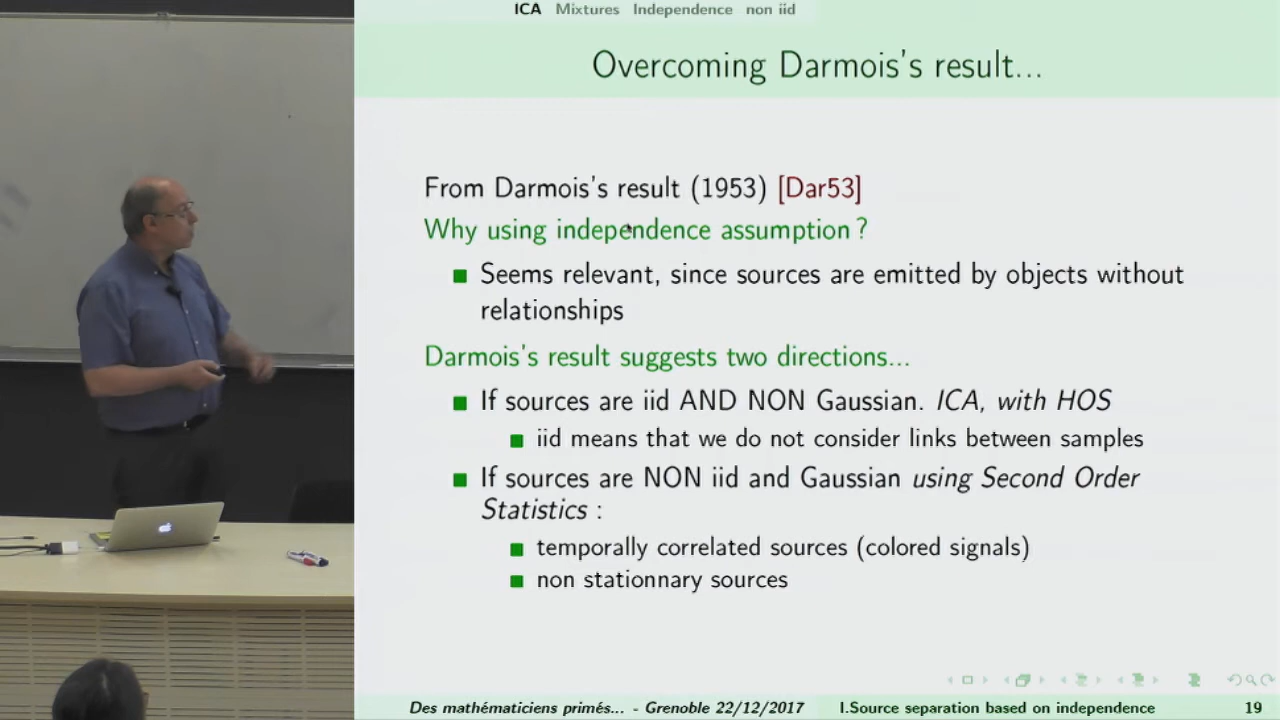 ICA Mixtures Independence non iid
Overcoming Darmois's result...
From Darmois's result (1953) [Dar53]
Why using independence assumption ?
Seems relevant, since sources are emitted by objects without
relationships
Darmois's result suggests two directions...
If sources are iid AND NON Gaussian. ICA, with HOS
iid means that we do not consider links between samples
If sources are NON iid and Gaussian using Second Order
Statistics :
temporally correlated sources (colored signals)
non stationnary sources
Des mathématiciens primés... - Grenoble 22/12/2017 I.Source separation based on independence 19